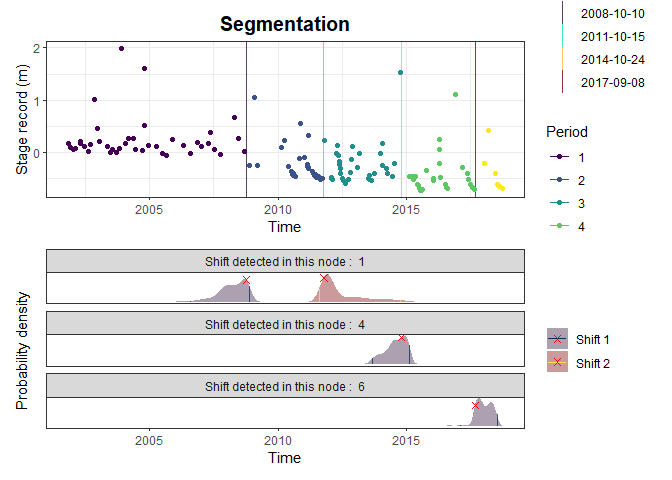 Segmentation
Stage record (m)
2
1
0
2005
2010
2015
Time
2008-10-10
2011-10-15
2014-10-24
2017-09-08
Period
1
2
3
4
Probability density
Shift detected in this node : 1
Shift detected in this node : 4
Shift detected in this node : 6
2005
2010
2015
Time
Shift 1
Shift 2